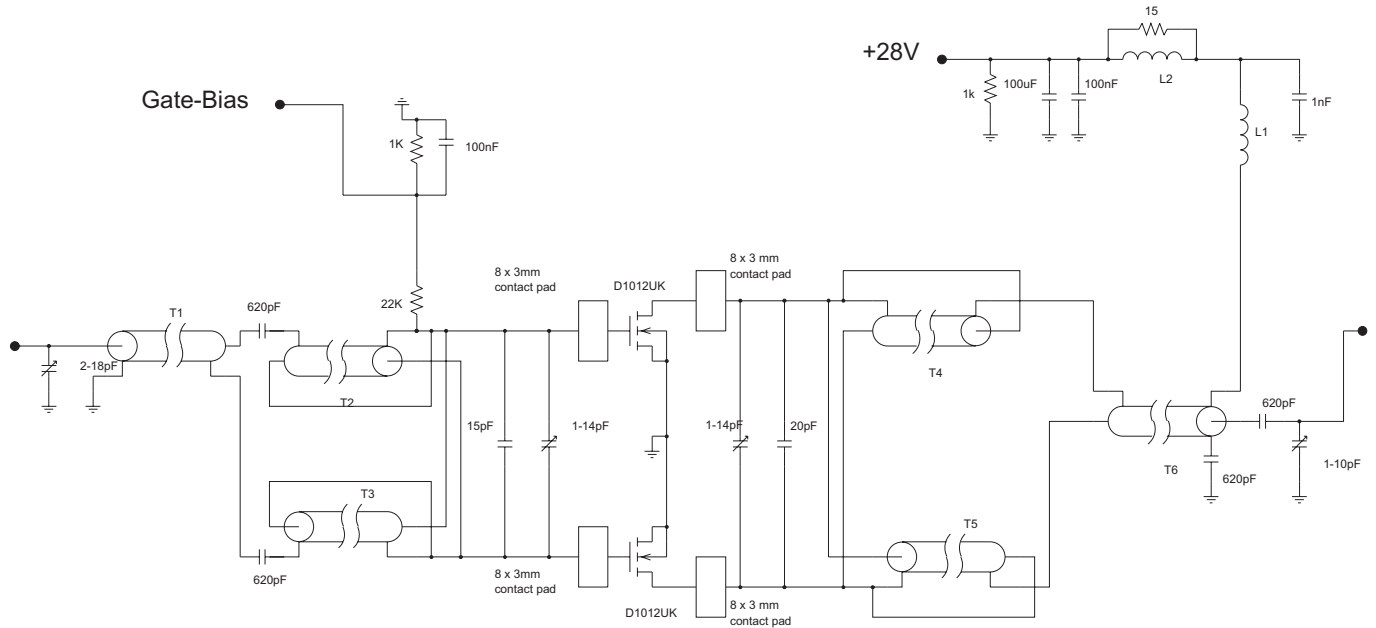 15
+28V
L2
1k
100uF
100nF
1nF
L1
Gate-Bias
1K
100nF
8 x 3 mm
contact pad
8 x 3mm
contact pad
D1012UK
22K
620pF
T1
2-18pF
T2
T4
15pF
1-14pF
1-14pF
20pF
620pF
T6
620pF
1-10pF
T3
T5
620pF
8 x 3mm
contact pad
D1012UK
8 x 3 mm
contact pad